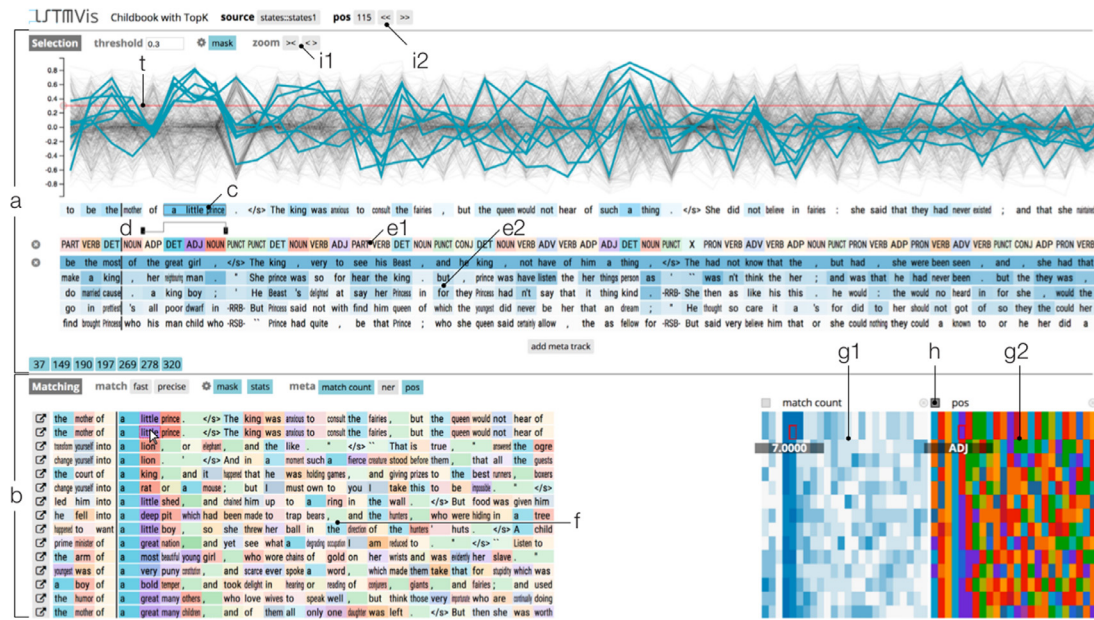 LSTMVis Childbook with TopK source states::states1 pos 115 << >>
Selection threshold 0.3 mask zoom >< < >
i1 i2
t
0.8
0.6
0.4
0.2
0.0
-0.2
-0.4
-0.6
-0.8
a
c
to be the mother of a little prince . </s> The king was anxious to consult the fairies , but the queen would not hear of such a thing . </s> She did not believe in fairies : she said that they had never existed ; and that she
d e1 e2
PART VERB DET NOUN ADP DET ADJ NOUN PUNCT PUNCT DET NOUN VERB ADJ PART VERB DET NOUN PUNCT CONJ DET NOUN VERB ADV VERB ADP ADJ DET NOUN PUNCT X PRON VERB ADV VERB ADP NOUN PUNCT PRON VERB ADP PRON VERB ADV VERB PUNCT CONJ ADP PRON VERB
be the most of the great girl , </s> The king , very to see his Beast , and he king , not have of him a thing , </s> The had not know that the , but had , she were been seen , and she had that
make a king , her man . " She prince was so for hear the king but , prince was have listen the her things person as ' `` was n't think the her : and was that he had never been . but the they was ,
do married cause . a king boy ; ' He Beast 's delighted at say her Princess in for they Princess had n't say that it thing kind . -RRB- She then as like his this . he would : the would no heard in for she , would the
go in prettiest 's all poor dwarf in -RRB- But Princess said not with find him queen of which the youngest did never be her that an dream ; " He thought so care it a 's for did to her should not got of so they the could her
find brought Princess who his man child who -RSB- `` Prince had quite , be that Prince ; who she queen said certainly allow , the as fellow for -RSB- But said very believe him that or she could nothing they could a known to or he her did a
add meta track
g1 h g2
37 149 190 197 269 278 320
Matching match fast precise mask stats meta match count ner pos
match count pos
b
the mother of a little prince . </s> The king was anxious to consult the fairies , but the queen would not hear of
the mother of a little prince . </s> The king was anxious to consult the fairies , but the queen would not hear of
transform yourself into a lion , or elephant , and the like . " </s> `` That is true , " answered the ogre
7.0000 ADJ
change yourself into a lion . ' </s> And in a moment such a fierce creature stood before them , that all the guests
the court of a king , and it happened that he was holding games , and giving prizes to the best runners , boxers
change yourself into a rat or a mouse ; but I must own to you I take this to be impossible . "
led him into a little shed , and chained him up to a ring in the wall . </s> But food was given him
he fell into a deep pit which had been made to trap bears , and the hunters , who were hiding in a tree
f
happened to want a little boy , so she threw her ball in the direction of the hunters ' huts . </s> A child
prime minister of a great nation , and yet see what a degrading occupation I am reduced to . " </s> `` Listen to
the arm of a most beautiful young girl , who wore chains of gold on her wrists and was evidently her slave . "
youngest was of a very puny constitution , and scarce ever spoke a word , which made them take that for stupidity which was
a boy of a bold temper , and took delight in hearing or reading of conjurers , giants , and fairies ; and used
the humor of a great many others , who love wives to speak well , but think those very imprudent who are continually doing
the mother of a great many children , and of them all only one daughter was left . </s> But then she was worth